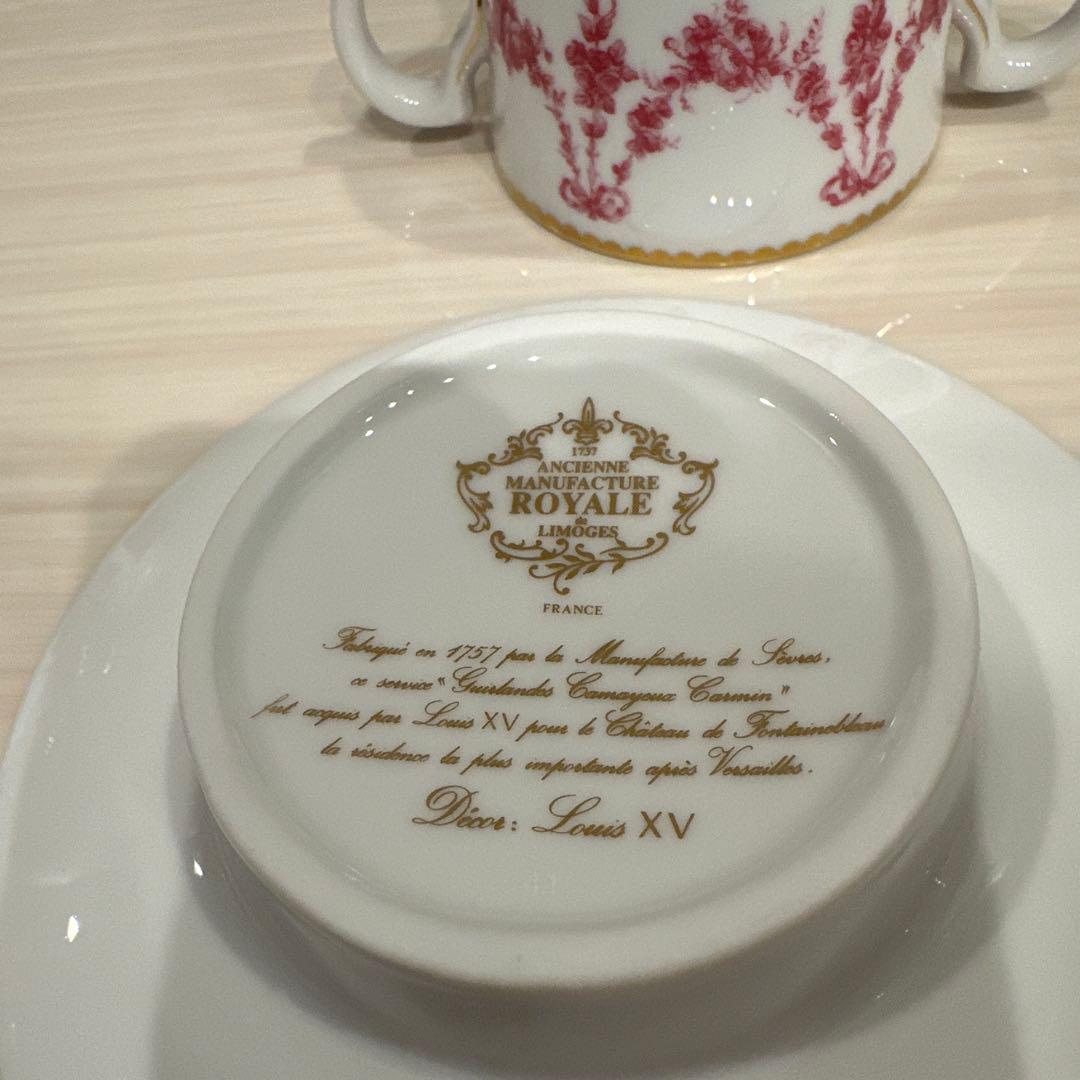 1737
ANCIENNE
MANUFACTURE
ROYALE
de
LIMOGES
FRANCE
Fabriqué en 1757 par la Manufacture de Sèvres,
ce service "Guirlandes Camayeux Carmin"
fut acquis par Louis XV pour le Château de Fontainebleau
la résidence la plus importante après Versailles.
Décor: Louis XV